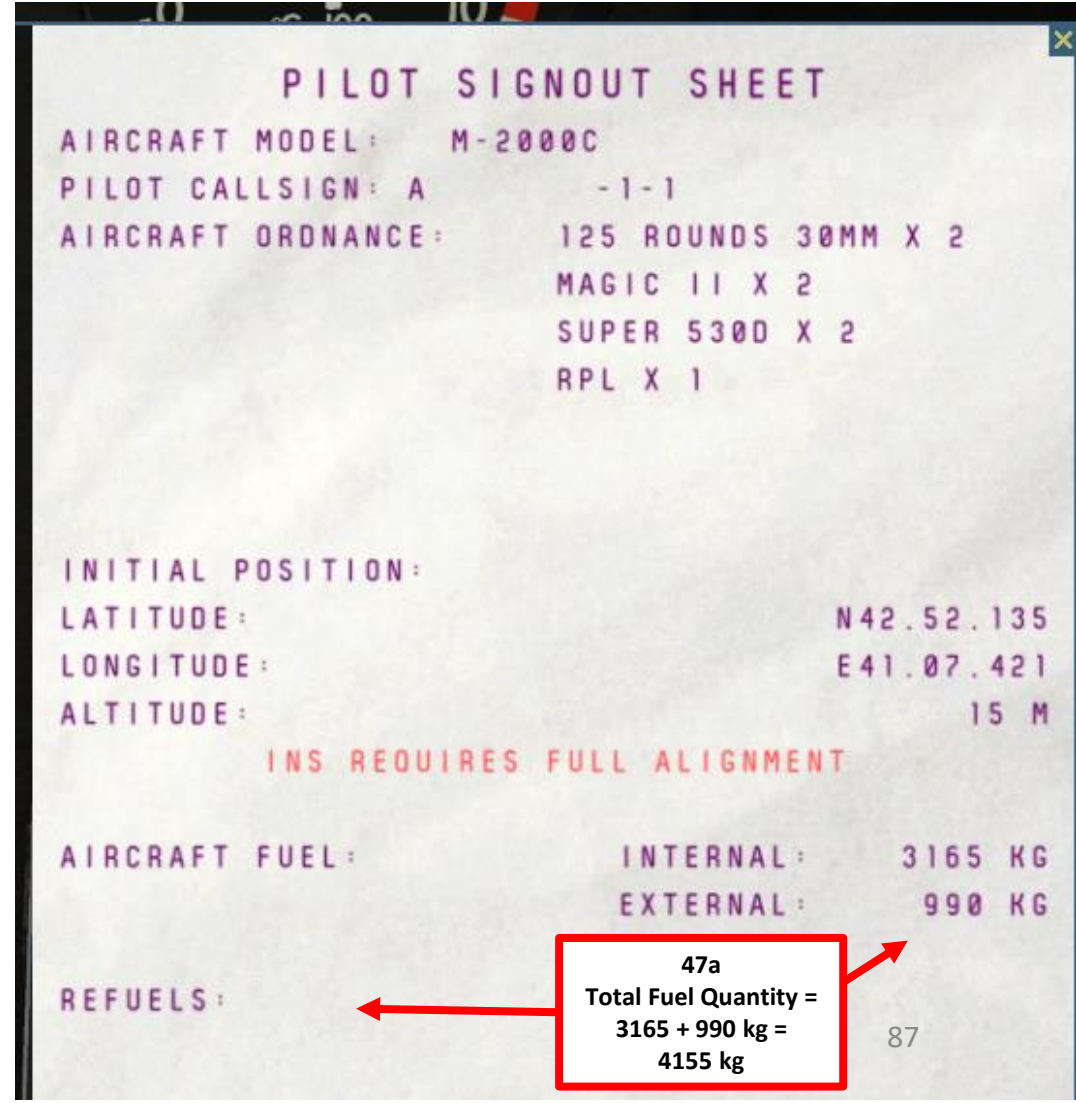 0 °C 100 10
PILOT SIGNOUT SHEET
AIRCRAFT MODEL: M-2000C
PILOT CALLSIGN: A -1-1
AIRCRAFT ORDNANCE: 125 ROUNDS 30MM X 2
MAGIC II X 2
SUPER 530D X 2
RPL X 1
INITIAL POSITION:
LATITUDE: N42.52.135
LONGITUDE: E41.07.421
ALTITUDE: 15 M
INS REQUIRES FULL ALIGNMENT
AIRCRAFT FUEL: INTERNAL: 3165 KG
EXTERNAL: 990 KG
REFUELS:
47a
Total Fuel Quantity =
3165 + 990 kg =
4155 kg
87